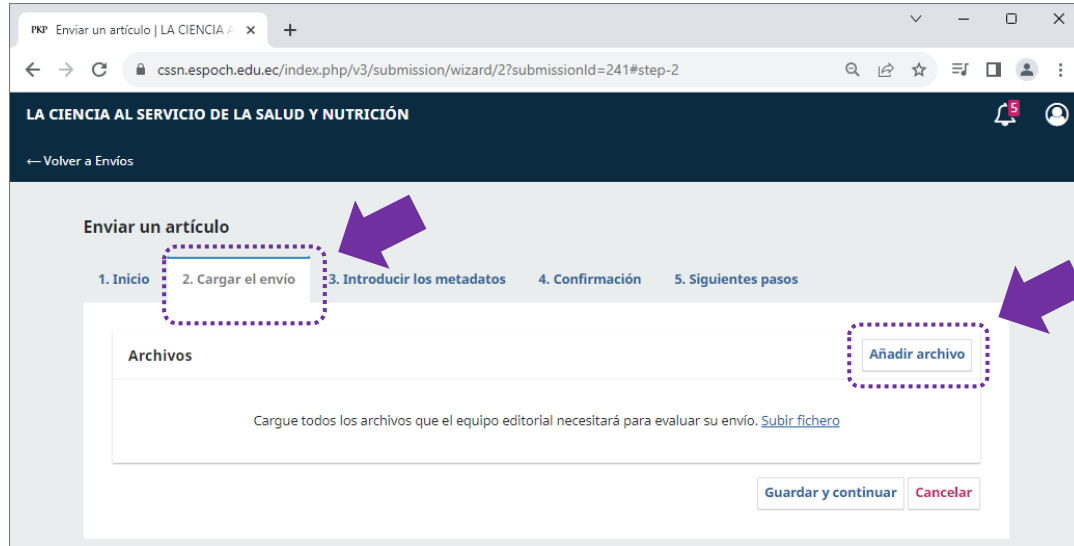 PKP Enviar un artículo | LA CIENCIA A
cssn.espoch.edu.ec/index.php/v3/submission/wizard/2?submissionId=241#step-2
LA CIENCIA AL SERVICIO DE LA SALUD Y NUTRICIÓN
5
←Volver a Envíos
Enviar un artículo
1. Inicio 2. Cargar el envío 3. Introducir los metadatos 4. Confirmación 5. Siguientes pasos
Archivos Añadir archivo
Cargue todos los archivos que el equipo editorial necesitará para evaluar su envío. Subir fichero
Guardar y continuar Cancelar